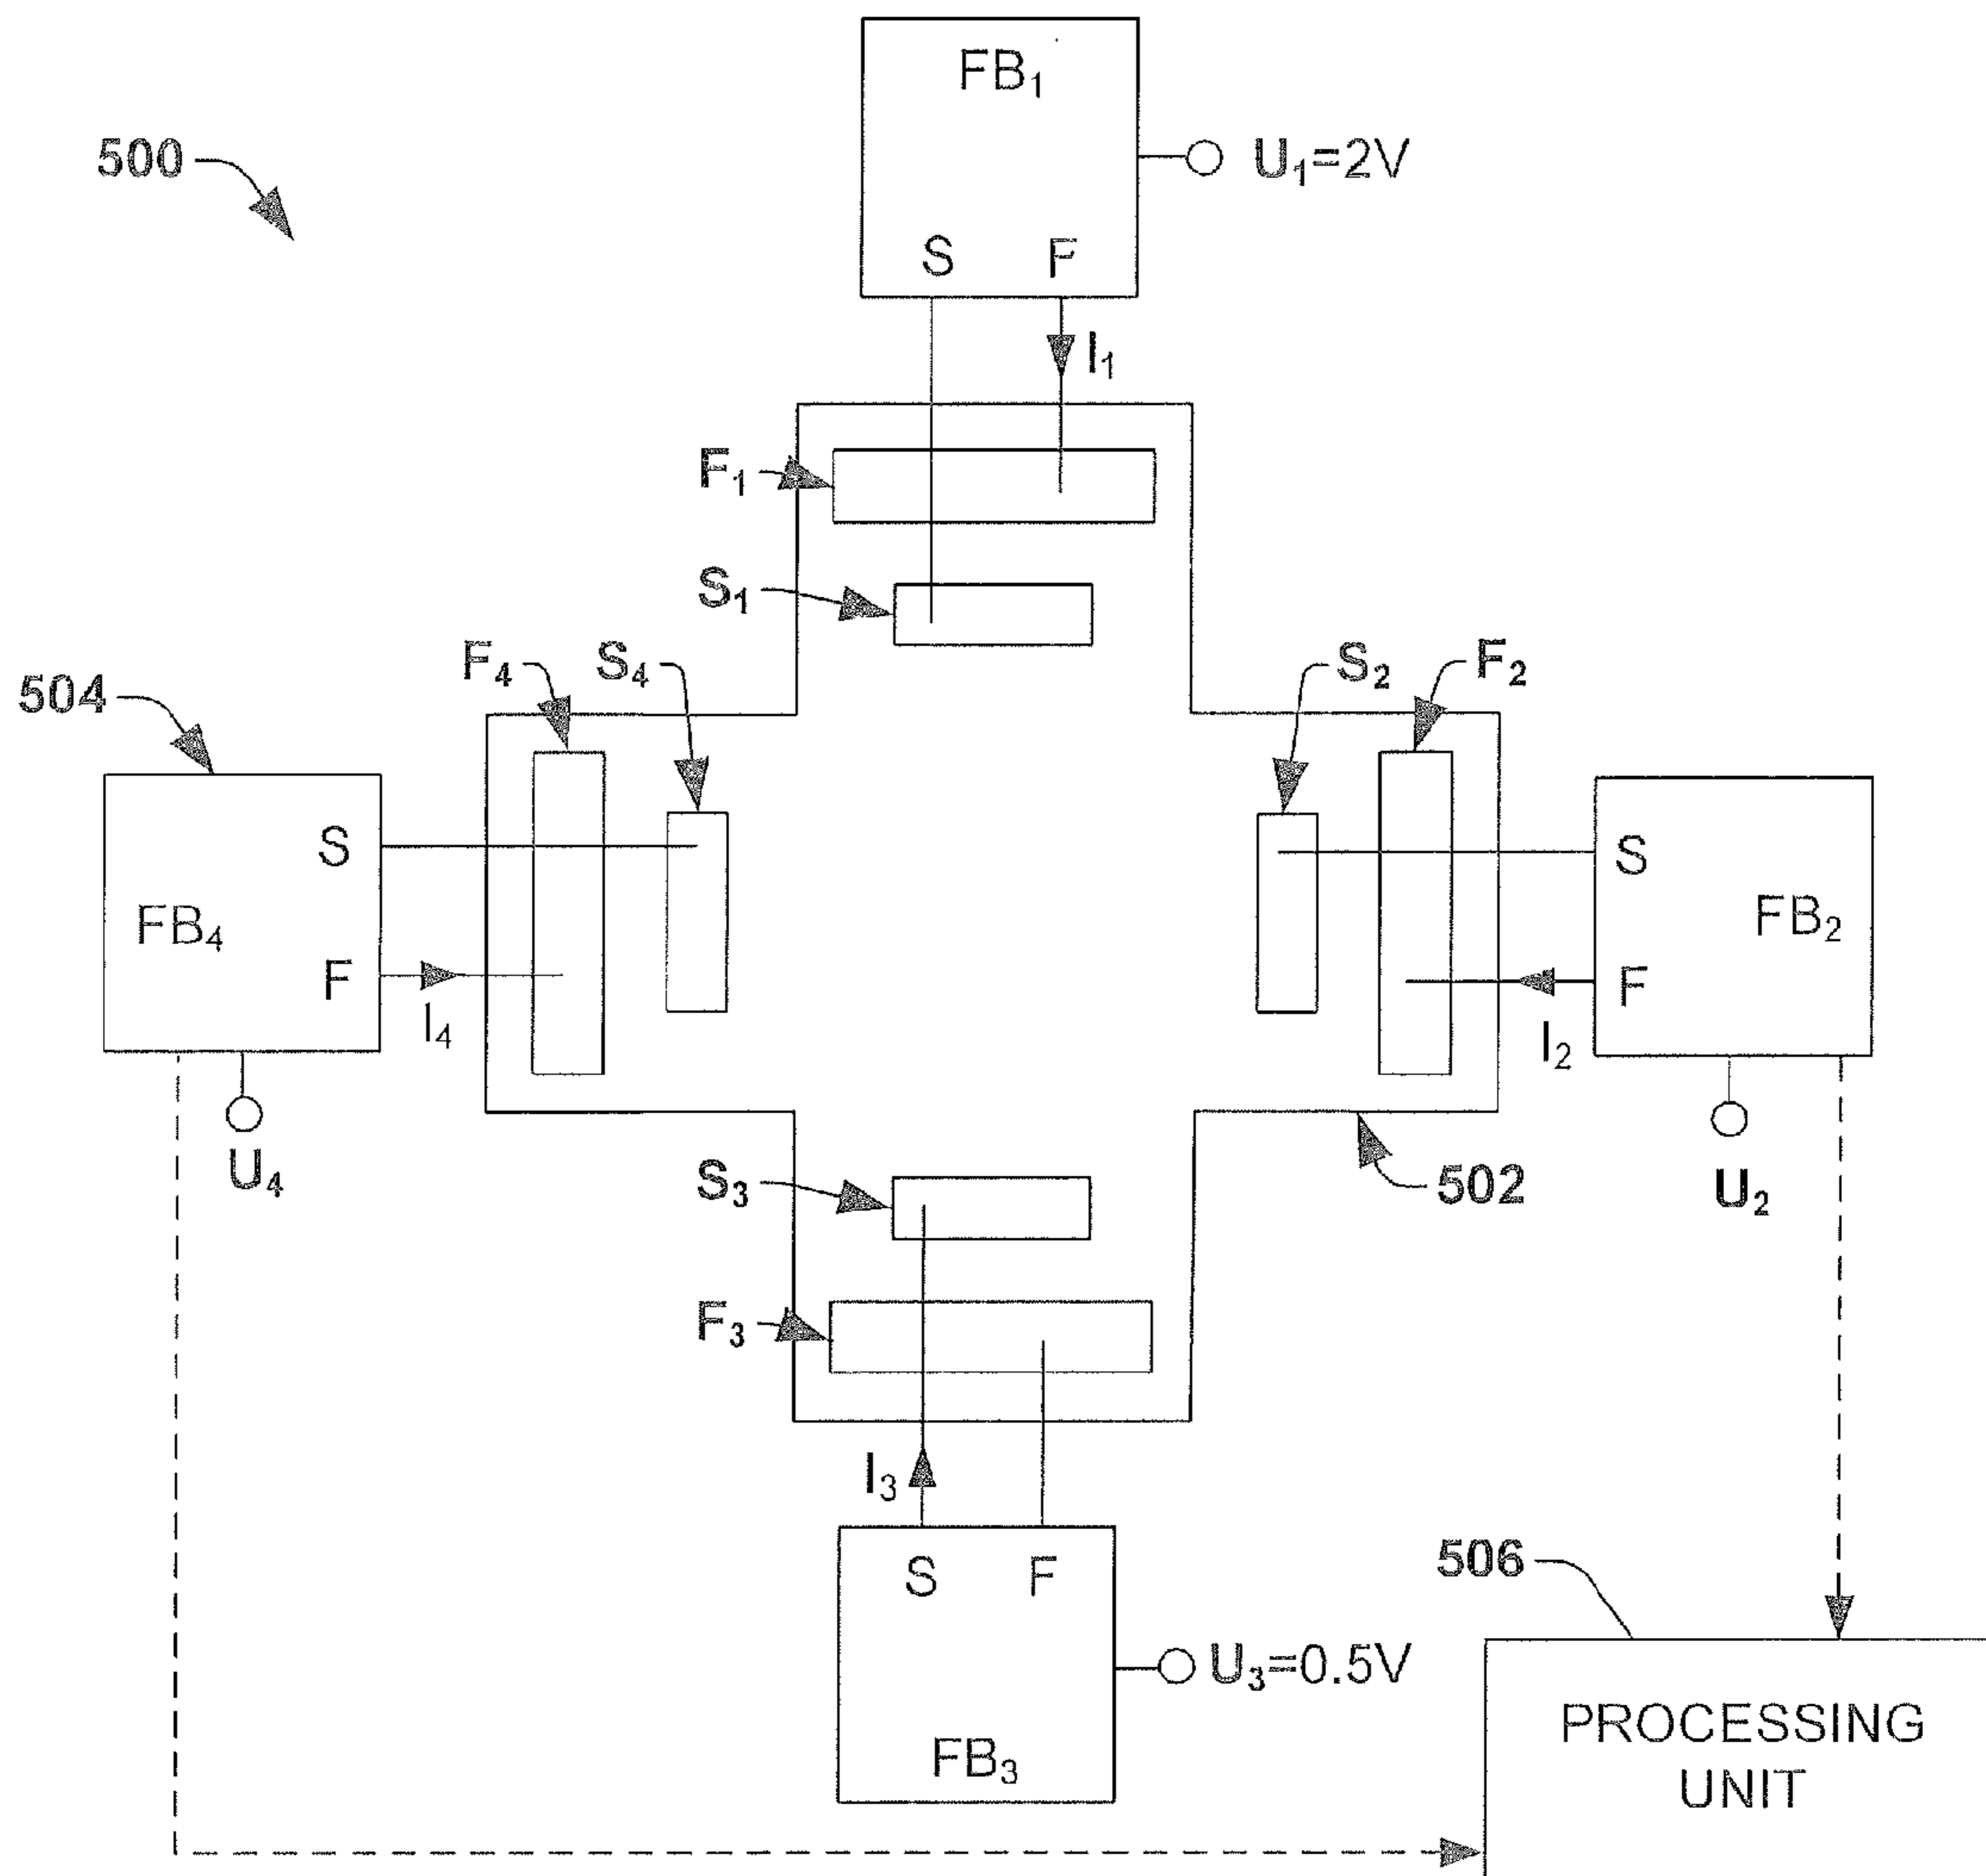 FB₁
500
U₁=2V
S F
I₁
F₁
S₁
F₄ S₄ S₂ F₂
504
S S
FB₄ FB₂
F F
I₄ I₂
U₄ S₃ 502 U₂
F₃
I₃
506
S F
U₃=0.5V
FB₃
PROCESSING
UNIT